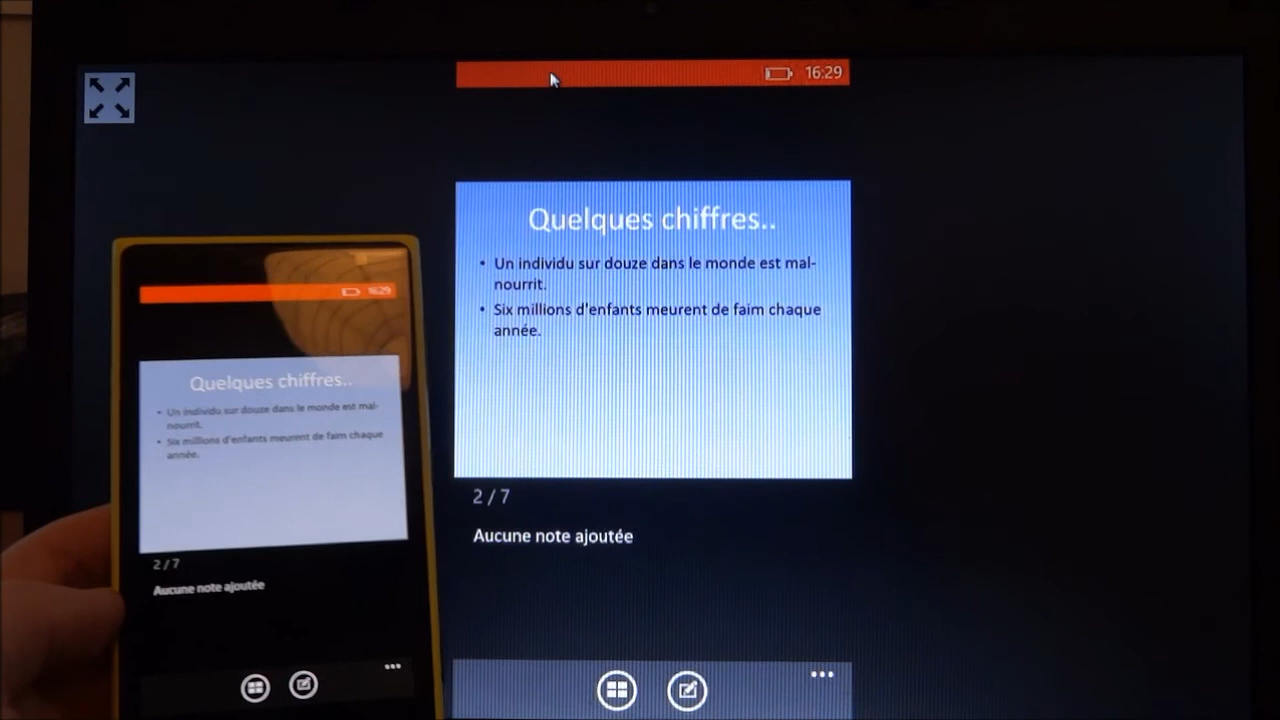 16:29
Quelques chiffres..
• Un individu sur douze dans le monde est mal-
nourrit.
• Six millions d'enfants meurent de faim chaque
année.
2 / 7
Aucune note ajoutée
16:29
Quelques chiffres..
• Un individu sur douze dans le monde est mal-
nourrit.
• Six millions d'enfants meurent de faim chaque
année.
2 / 7
Aucune note ajoutée